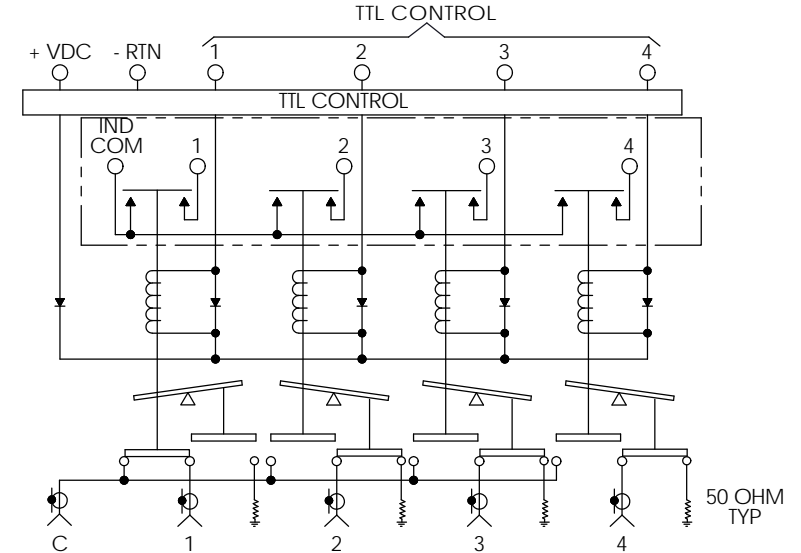 TTL CONTROL
+ VDC - RTN 1 2 3 4
TTL CONTROL
IND
COM 1 2 3 4
50 OHM
TYP
C 1 2 3 4